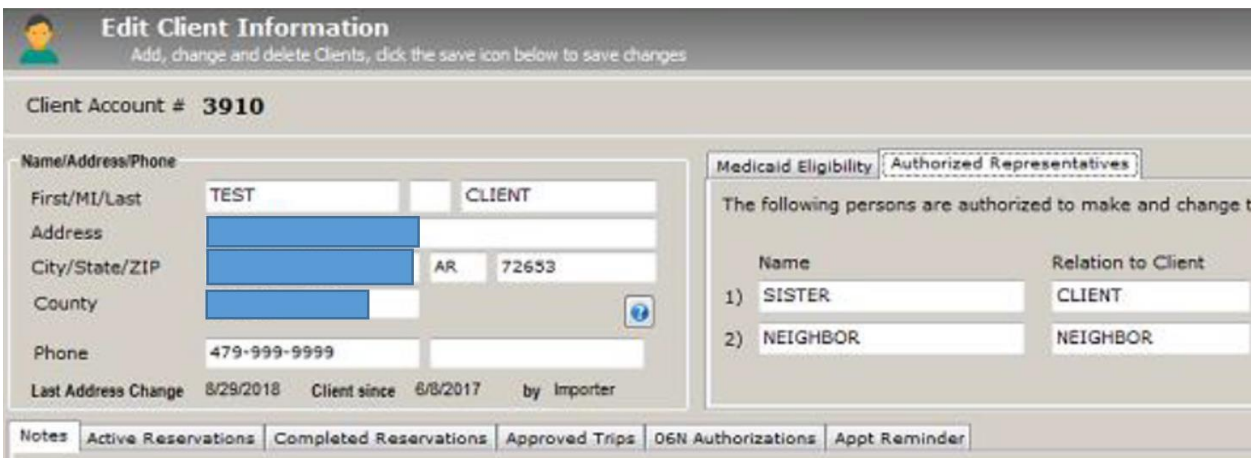 Edit Client Information
Add, change and delete Clients, click the save icon below to save changes
Client Account # 3910
Name/Address/Phone
First/MI/Last TEST CLIENT
Address
City/State/ZIP AR 72653
County
Phone 479-999-9999
Last Address Change 8/29/2018 Client since 6/8/2017 by Importer
Medicaid Eligibility Authorized Representatives
The following persons are authorized to make and change t
Name Relation to Client
1) SISTER CLIENT
2) NEIGHBOR NEIGHBOR
Notes Active Reservations Completed Reservations Approved Trips 06N Authorizations Appt Reminder